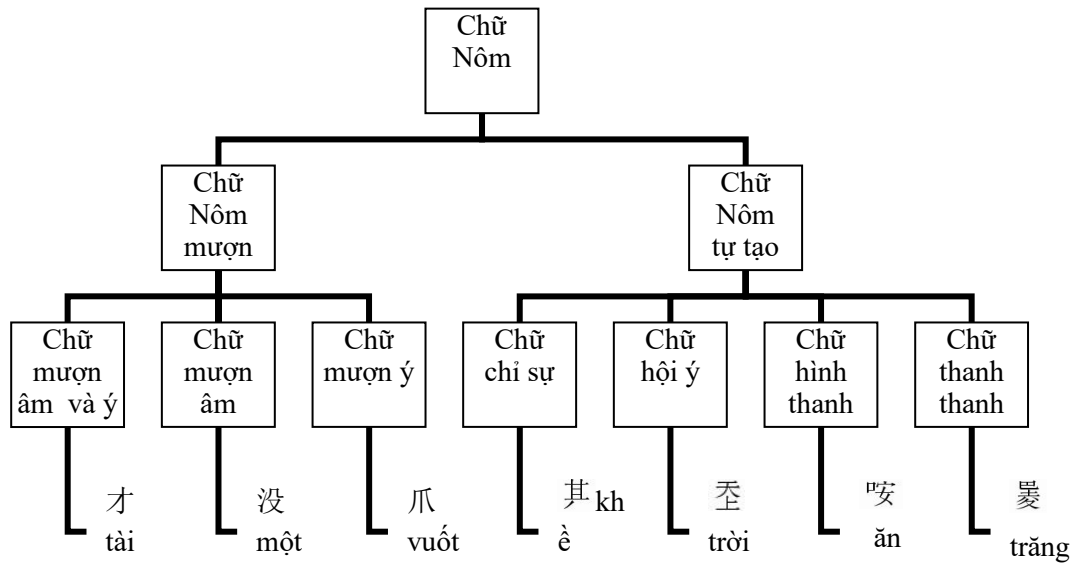 Chữ
Nôm
Chữ
Nôm
mượn
Chữ
Nôm
tự tạo
Chữ
mượn
âm và ý
Chữ
mượn
âm
Chữ
mượn ý
Chữ
chỉ sự
Chữ
hội ý
Chữ
hình
thanh
Chữ
thanh
thanh
才
tài
没
một
爪
vuốt
kh
ề
𡗶
trời
咹
ăn
trăng